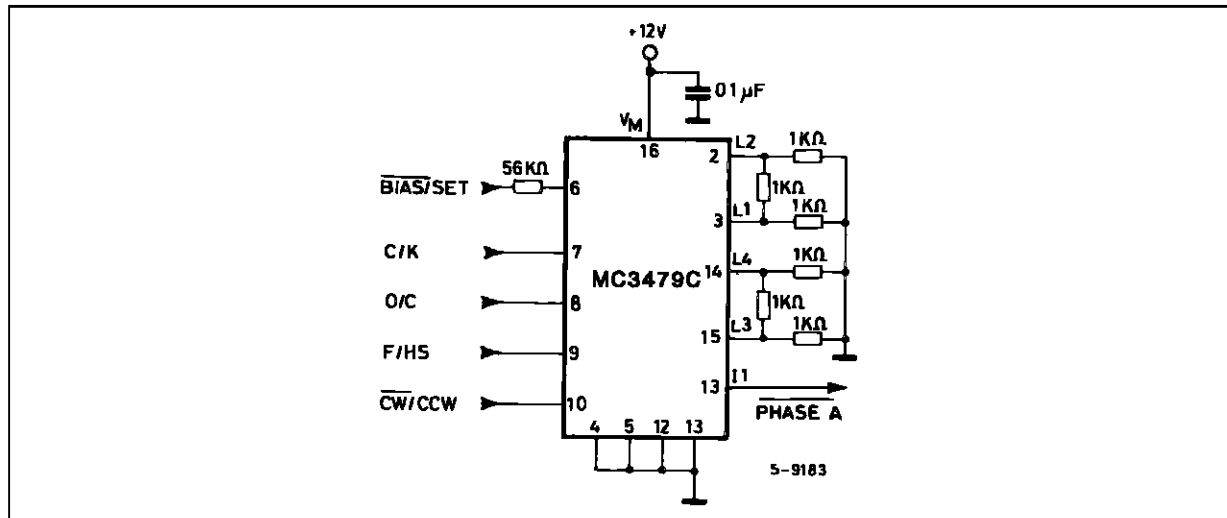 +12V
01 µF
VM
16
56KΩ
BIAS/SET
6
2
L2
1KΩ
1KΩ
1KΩ
3
L1
C/K
7
MC3479C
14
L4
1KΩ
O/C
8
1KΩ
1KΩ
15
L3
F/HS
9
13
I1
CW/CCW
10
PHASE A
4 5 12 13
5-9183